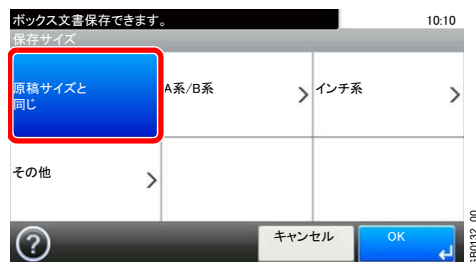 ボックス文書保存できます。 10:10
保存サイズ
原稿サイズと
同じ
A系/B系
インチ系
その他
キャンセル
OK